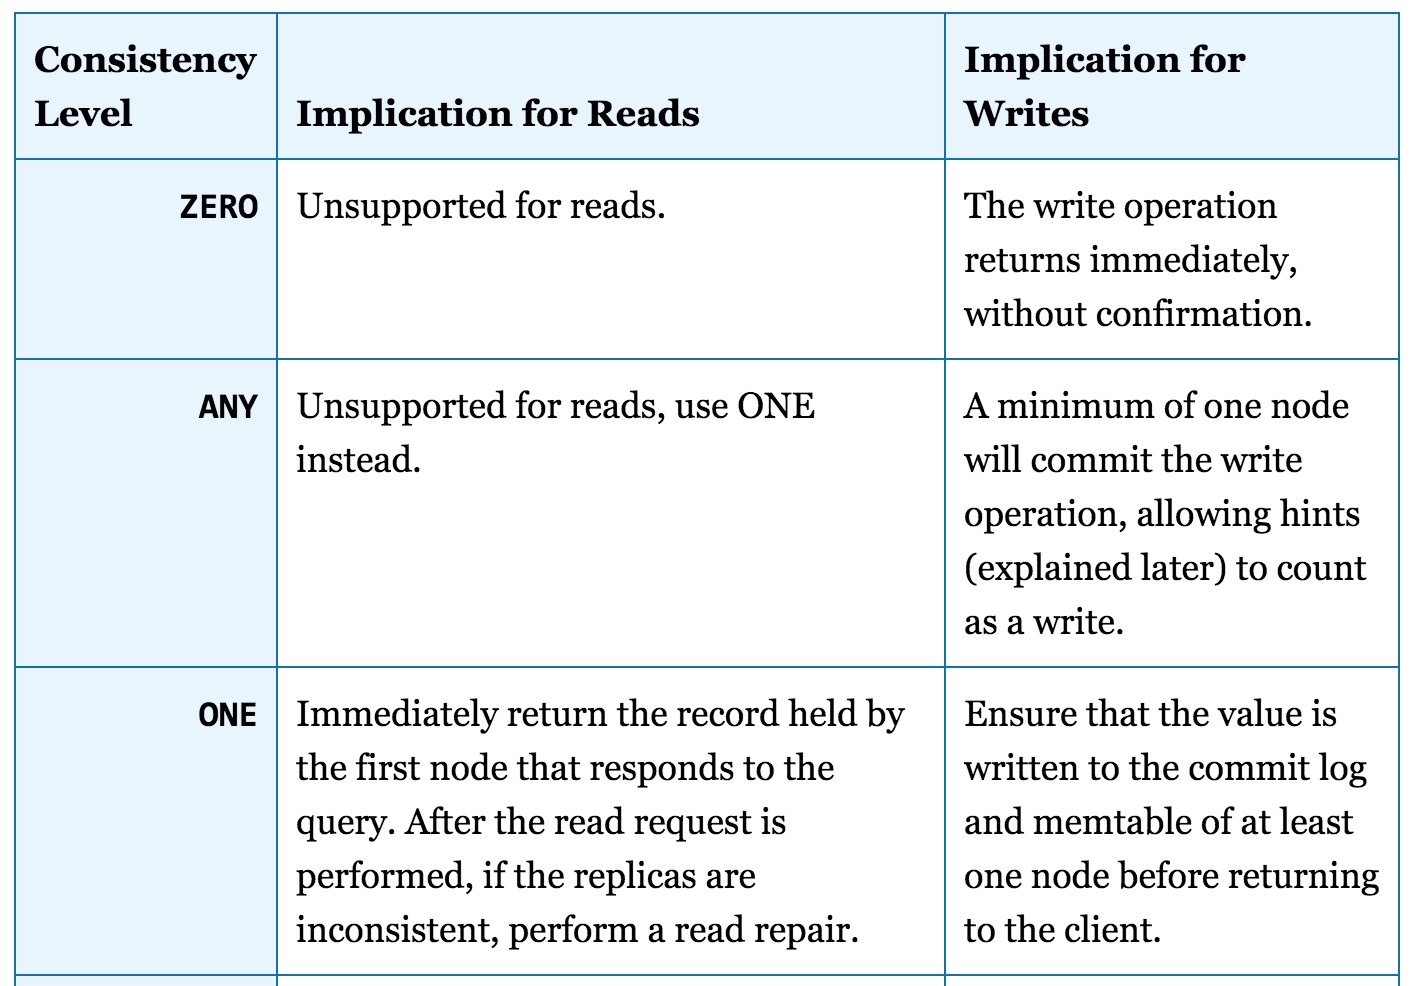 Consistency
Level
Implication for Reads
Implication for
Writes
ZERO
Unsupported for reads.
The write operation
returns immediately,
without confirmation.
ANY
Unsupported for reads, use ONE
instead.
A minimum of one node
will commit the write
operation, allowing hints
(explained later) to count
as a write.
ONE
Immediately return the record held by
the first node that responds to the
query. After the read request is
performed, if the replicas are
inconsistent, perform a read repair.
Ensure that the value is
written to the commit log
and memtable of at least
one node before returning
to the client.